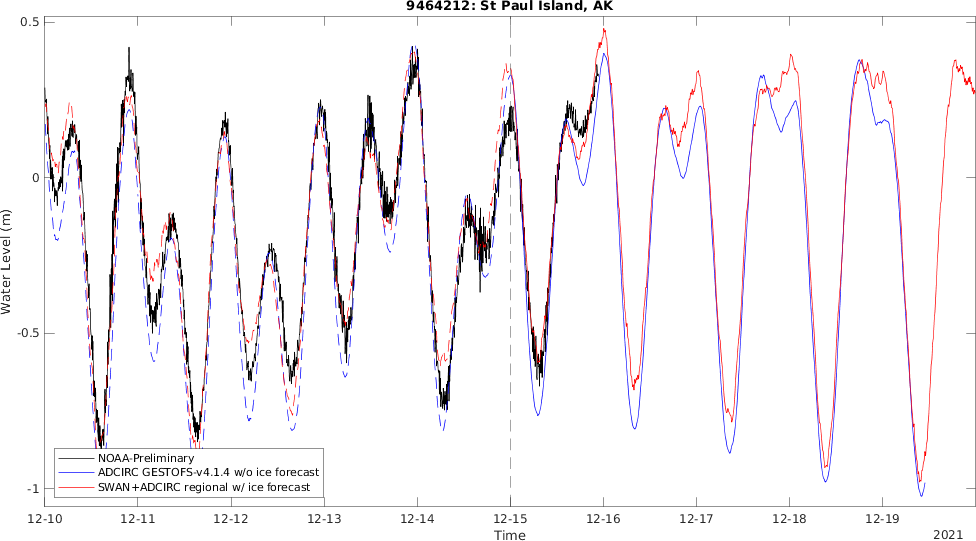 9464212: St Paul Island, AK
0.5
0
-0.5
-1
Water Level (m)
NOAA-Preliminary
ADCIRC GESTOFS-v4.1.4 w/o ice forecast
SWAN+ADCIRC regional w/ ice forecast
12-10 12-11 12-12 12-13 12-14 12-15 12-16 12-17 12-18 12-19
Time
2021